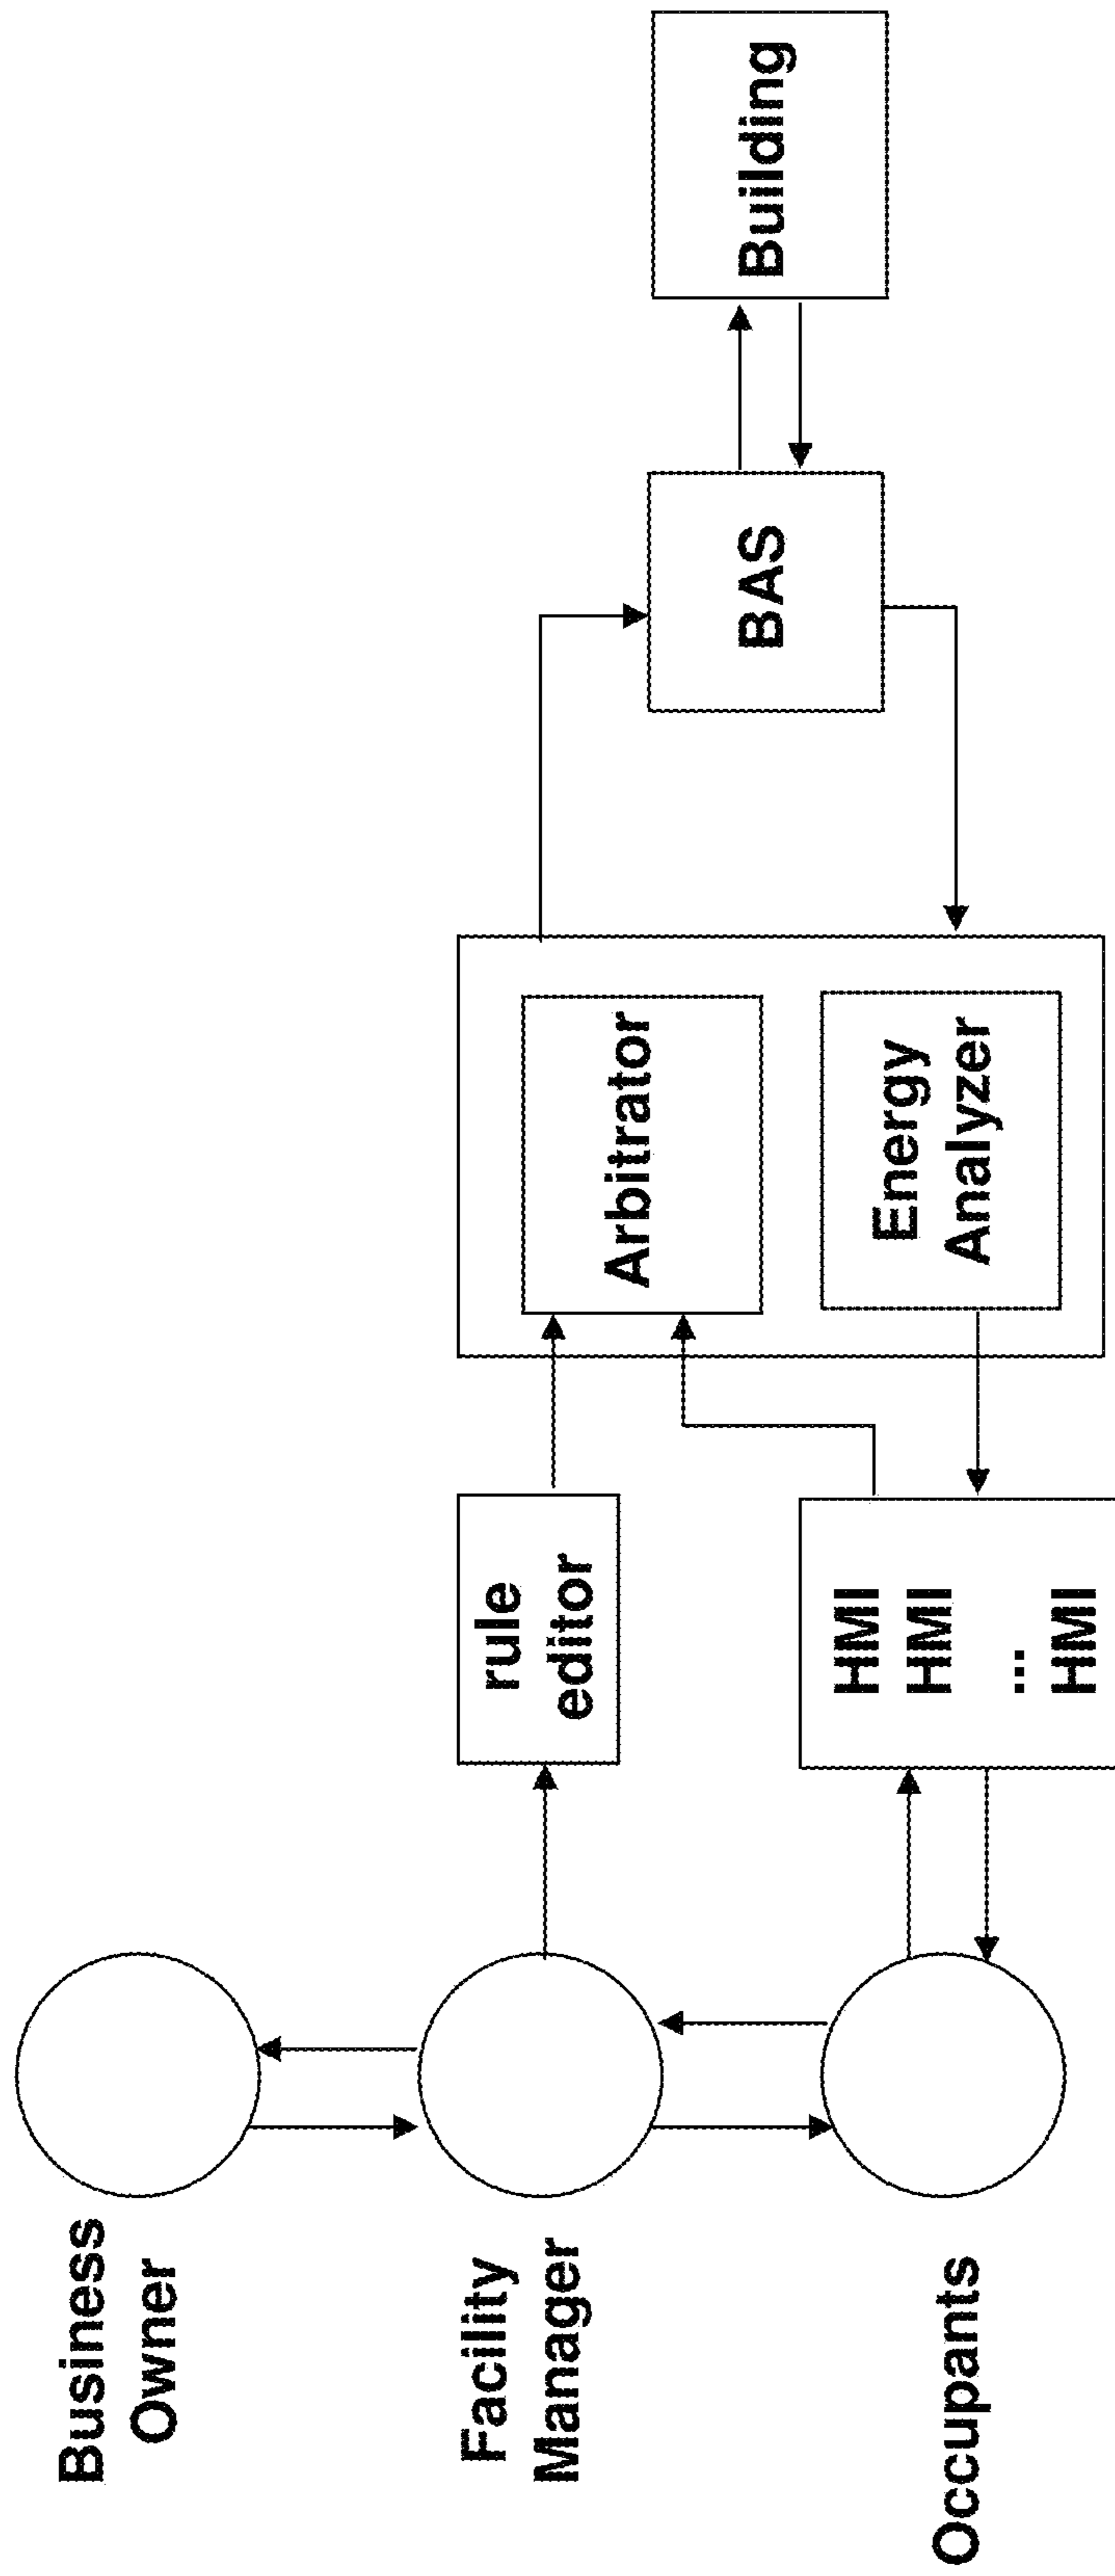 Business
Owner
Facility
Manager
Occupants
rule
editor
HMI
HMI
...
HMI
Arbitrator
Energy
Analyzer
BAS
Building